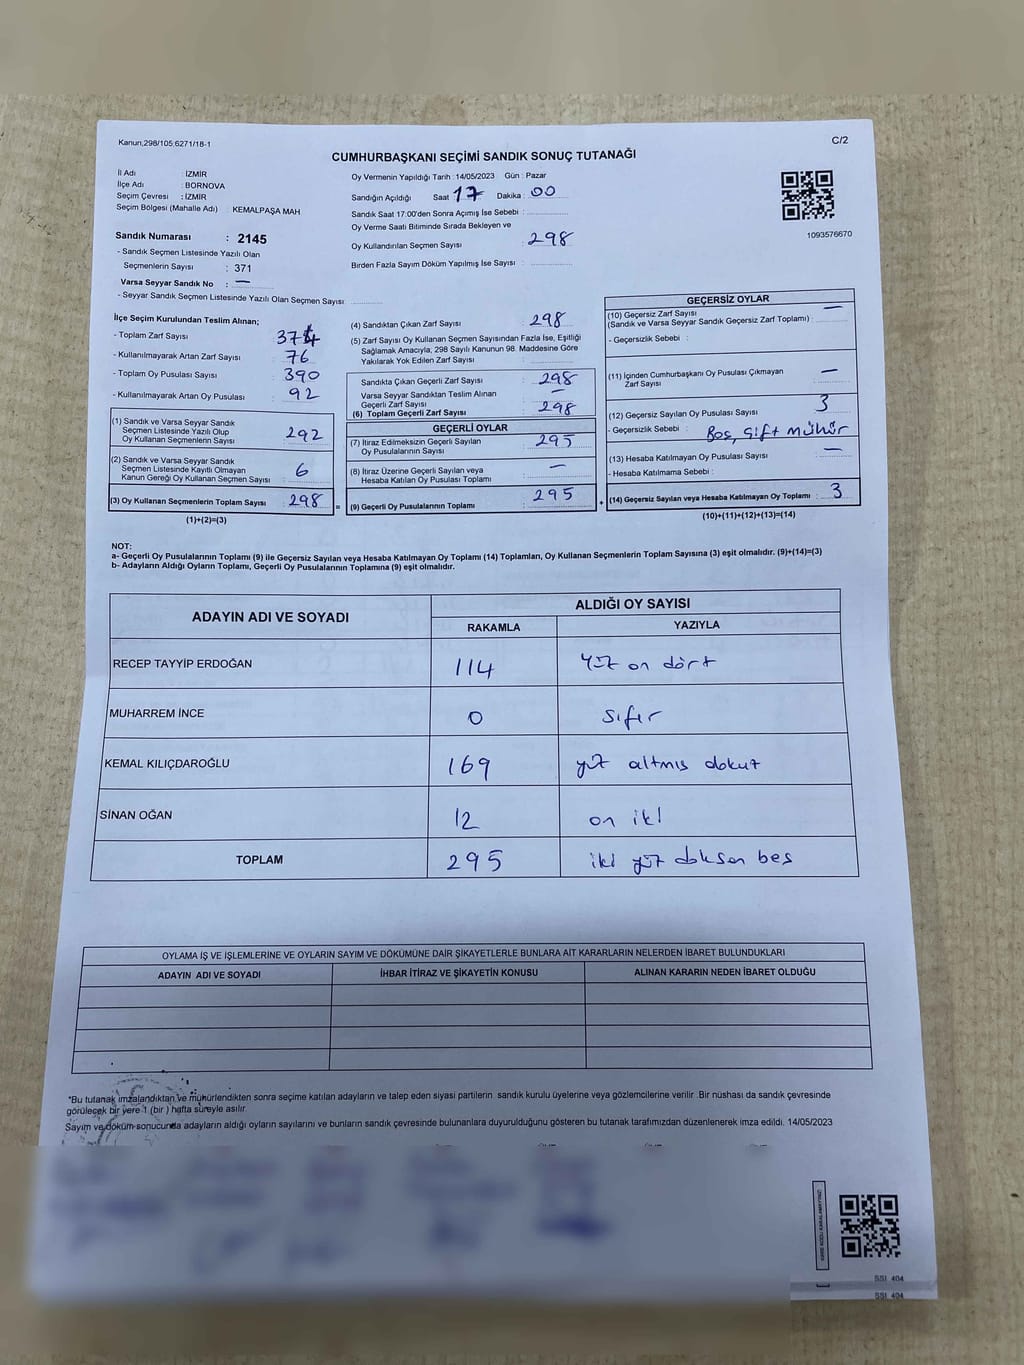 Kanun,298/105;6271/18-1
C/2
CUMHURBAŞKANI SEÇİMİ SANDIK SONUÇ TUTANAĞI
İl Adı : İZMİR
İlçe Adı : BORNOVA
Seçim Çevresi : İZMİR
Seçim Bölgesi (Mahalle Adı) : KEMALPAŞA MAH
Sandık Numarası : 2145
- Sandık Seçmen Listesinde Yazılı Olan
Seçmenlerin Sayısı : 371
Varsa Seyyar Sandık No : —
- Seyyar Sandık Seçmen Listesinde Yazılı Olan Seçmen Sayısı:
Oy Vermenin Yapıldığı Tarih :14/05/2023 Gün : Pazar
Sandığın Açıldığı Saat 17 Dakika : 00
Sandık Saat 17:00'den Sonra Açımış İse Sebebi :
Oy Verme Saati Bitiminde Sırada Bekleyen ve
Oy Kullandırılan Seçmen Sayısı : 298
Birden Fazla Sayım Döküm Yapılmış İse Sayısı :
1093576670
İlçe Seçim Kurulundan Teslim Alınan;
- Toplam Zarf Sayısı : 374
- Kullanılmayarak Artan Zarf Sayısı : 76
- Toplam Oy Pusulası Sayısı : 390
- Kullanılmayarak Artan Oy Pusulası : 92
(1) Sandık ve Varsa Seyyar Sandık
Seçmen Listesinde Yazılı Olup
Oy Kullanan Seçmenlerin Sayısı : 292
(2) Sandık ve Varsa Seyyar Sandık
Seçmen Listesinde Kayıtlı Olmayan
Kanun Gereği Oy Kullanan Seçmen Sayısı : 6
(3) Oy Kullanan Seçmenlerin Toplam Sayısı : 298
(1)+(2)=(3)
=
(4) Sandıktan Çıkan Zarf Sayısı : 298
(5) Zarf Sayısı Oy Kullanan Seçmen Sayısından Fazla İse, Eşitliği
Sağlamak Amacıyla; 298 Sayılı Kanunun 98. Maddesine Göre
Yakılarak Yok Edilen Zarf Sayısı :
Sandıkta Çıkan Geçerli Zarf Sayısı : 298
Varsa Seyyar Sandıktan Teslim Alınan
Geçerli Zarf Sayısı : —
(6) Toplam Geçerli Zarf Sayısı : 298
GEÇERLİ OYLAR
(7) İtiraz Edilmeksizin Geçerli Sayılan
Oy Pusulalarının Sayısı : 295
(8) İtiraz Üzerine Geçerli Sayılan veya
Hesaba Katılan Oy Pusulası Toplamı : —
(9) Geçerli Oy Pusulalarının Toplamı : 295
+
GEÇERSİZ OYLAR
(10) Geçersiz Zarf Sayısı
(Sandık ve Varsa Seyyar Sandık Geçersiz Zarf Toplamı) : —
- Geçersizlik Sebebi :
(11) İçinden Cumhurbaşkanı Oy Pusulası Çıkmayan
Zarf Sayısı : —
(12) Geçersiz Sayılan Oy Pusulası Sayısı : 3
- Geçersizlik Sebebi : Boş, Çift mühür
(13) Hesaba Katılmayan Oy Pusulası Sayısı : —
- Hesaba Katılmama Sebebi :
(14) Geçersiz Sayılan veya Hesaba Katılmayan Oy Toplamı : 3
(10)+(11)+(12)+(13)=(14)
NOT:
a- Geçerli Oy Pusulalarının Toplamı (9) ile Geçersiz Sayılan veya Hesaba Katılmayan Oy Toplamı (14) Toplamları, Oy Kullanan Seçmenlerin Toplam Sayısına (3) eşit olmalıdır. (9)+(14)=(3)
b- Adayların Aldığı Oyların Toplamı, Geçerli Oy Pusulalarının Toplamına (9) eşit olmalıdır.
ADAYIN ADI VE SOYADI
ALDIĞI OY SAYISI
RAKAMLA YAZIYLA
RECEP TAYYİP ERDOĞAN 114 Yüz on dört
MUHARREM İNCE 0 sıfır
KEMAL KILIÇDAROĞLU 169 yüz altmış dokuz
SİNAN OĞAN 12 on iki
TOPLAM 295 iki yüz doksan beş
OYLAMA İŞ VE İŞLEMLERİNE VE OYLARIN SAYIM VE DÖKÜMÜNE DAİR ŞİKAYETLERLE BUNLARA AİT KARARLARIN NELERDEN İBARET BULUNDUKLARI
ADAYIN ADI VE SOYADI İHBAR İTİRAZ VE ŞİKAYETİN KONUSU ALINAN KARARIN NEDEN İBARET OLDUĞU
*Bu tutanak imzalandıktan ve mühürlendikten sonra seçime katılan adayların ve talep eden siyasi partilerin sandık kurulu üyelerine veya gözlemcilerine verilir .Bir nüshası da sandık çevresinde
görülecek bir yere 1 (bir ) hafta süreyle asılır.
Sayım ve döküm sonucunda adayların aldığı oyların sayılarını ve bunların sandık çevresinde bulunanlara duyurulduğunu gösteren bu tutanak tarafımızdan düzenlenerek imza edildi. 14/05/2023
SSİ 404
SSİ 404